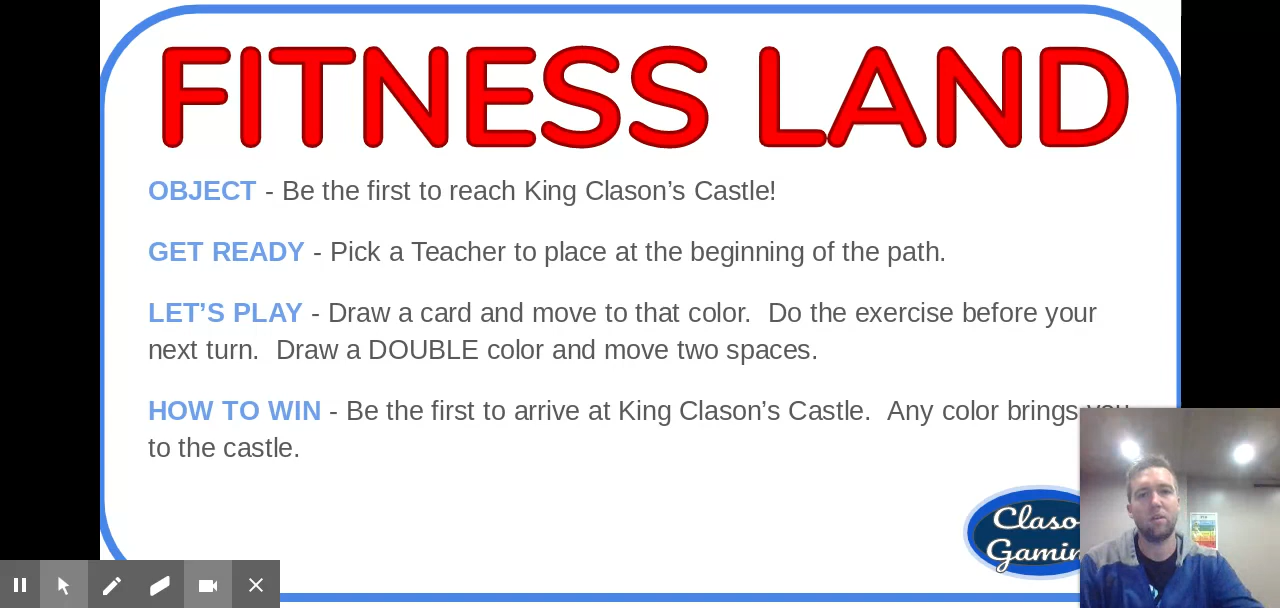 FITNESS LAND
OBJECT - Be the first to reach King Clason’s Castle!
GET READY - Pick a Teacher to place at the beginning of the path.
LET’S PLAY - Draw a card and move to that color.  Do the exercise before your
next turn.  Draw a DOUBLE color and move two spaces.
HOW TO WIN - Be the first to arrive at King Clason’s Castle.  Any color brings you
to the castle.
Claso
Gamin